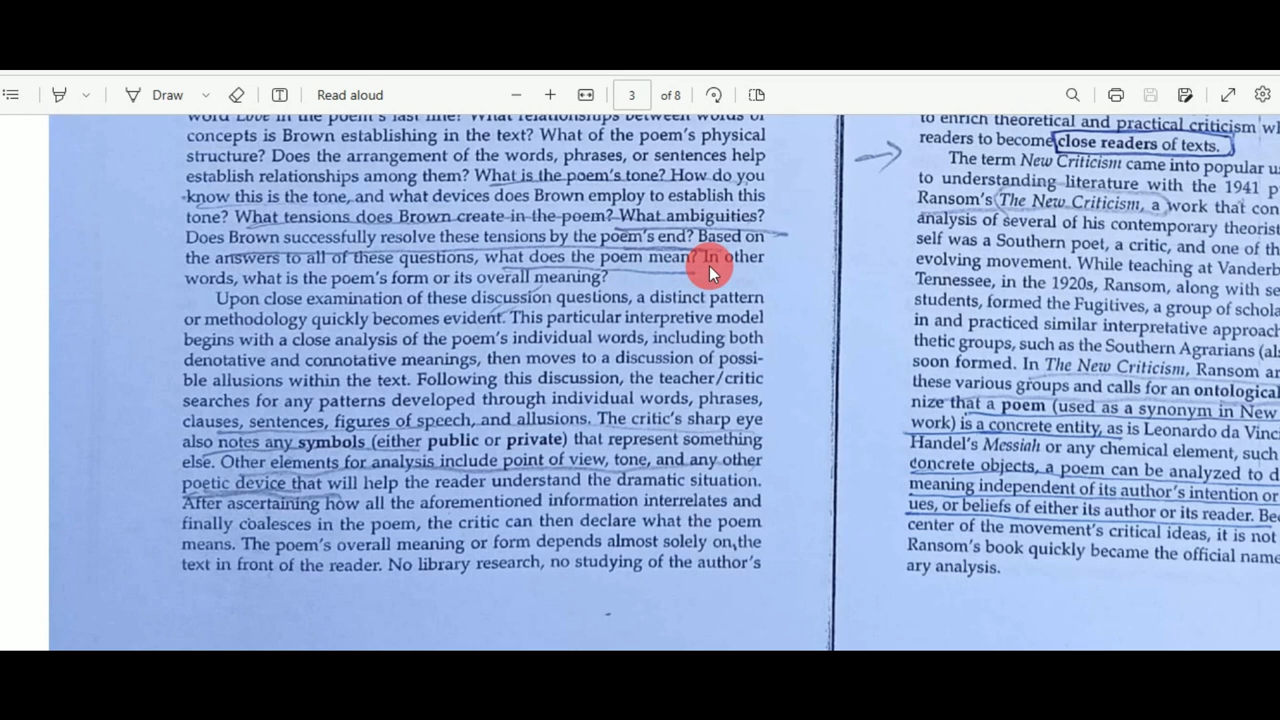 Draw
Read aloud
3
of 8
word Love in the poem's last line? What relationships between words or
concepts is Brown establishing in the text? What of the poem's physical
structure? Does the arrangement of the words, phrases, or sentences help
establish relationships among them? What is the poem's tone? How do you
know this is the tone, and what devices does Brown employ to establish this
tone? What tensions does Brown create in the poem? What ambiguities?
Does Brown successfully resolve these tensions by the poem's end? Based on
the answers to all of these questions, what does the poem mean? In other
words, what is the poem's form or its overall meaning?
Upon close examination of these discussion questions, a distinct pattern
or methodology quickly becomes evident. This particular interpretive model
begins with a close analysis of the poem's individual words, including both
denotative and connotative meanings, then moves to a discussion of possi-
ble allusions within the text. Following this discussion, the teacher/critic
searches for any patterns developed through individual words, phrases,
clauses, sentences, figures of speech, and allusions. The critic's sharp eye
also notes any symbols (either public or private) that represent something
else. Other elements for analysis include point of view, tone, and any other
poetic device that will help the reader understand the dramatic situation.
After ascertaining how all the aforementioned information interrelates and
finally coalesces in the poem, the critic can then declare what the poem
means. The poem's overall meaning or form depends almost solely on the
text in front of the reader. No library research, no studying of the author's
to enrich theoretical and practical criticism
readers to become close readers of texts.
The term New Criticism came into popular
to understanding literature with the 1941
Ransom's The New Criticism, a work that
analysis of several of his contemporary
self was a Southern poet, a critic, and one of
evolving movement. While teaching at
Tennessee, in the 1920s, Ransom, along with
students, formed the Fugitives, a group of
in and practiced similar interpretative
thetic groups, such as the Southern Agrarians
soon formed. In The New Criticism, Ransom
these various groups and calls for an
nize that a poem (used as a synonym in New
work) is a concrete entity, as is Leonardo da
Handel's Messiah or any chemical element, such
concrete objects, a poem can be analyzed to
meaning independent of its author's intention or
ues, or beliefs of either its author or its reader.
center of the movement's critical ideas, it is not
Ransom's book quickly became the official name
ary analysis.